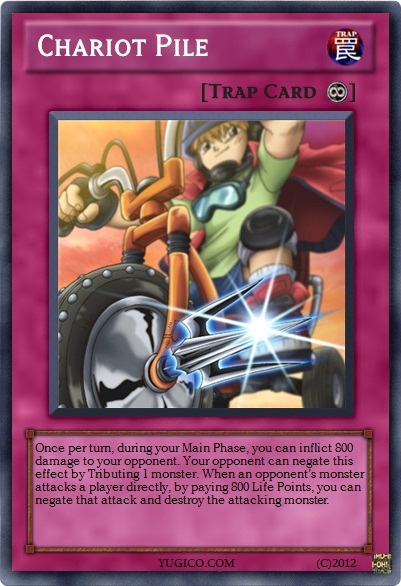 Chariot Pile
TRAP
罠
[Trap Card ]
Once per turn, during your Main Phase, you can inflict 800
damage to your opponent. Your opponent can negate this
effect by Tributing 1 monster. When an opponent's monster
attacks a player directly, by paying 800 Life Points, you can
negate that attack and destroy the attacking monster.
YUGICO.COM (C)2012